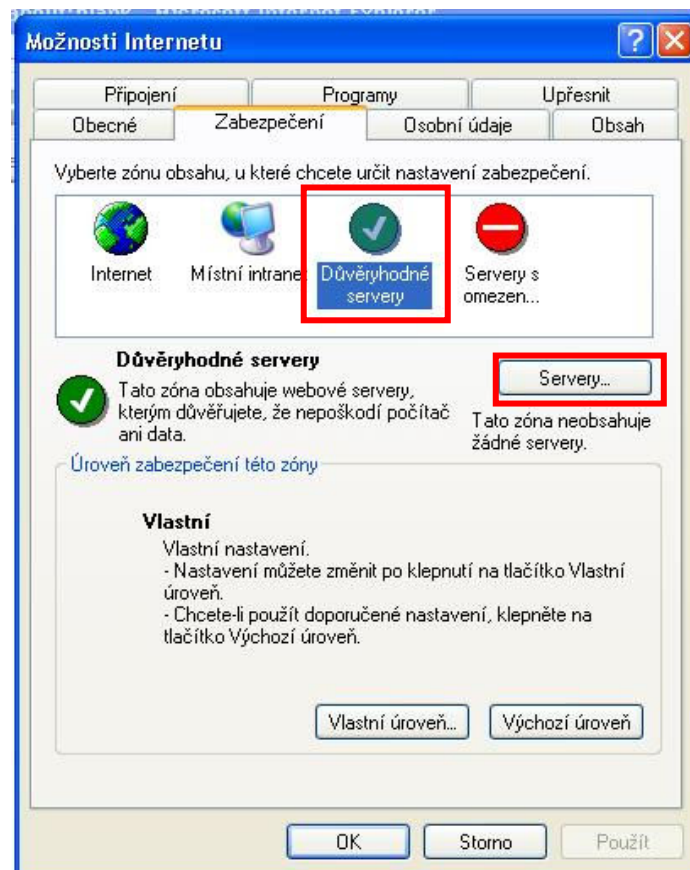 Možnosti Internetu
Připojení Programy Upřesnit
Obecné Zabezpečení Osobní údaje Obsah
Vyberte zónu obsahu, u které chcete určit nastavení zabezpečení.
Internet Místní intrane Důvěryhodné servery Servery s omezen...
Důvěryhodné servery
Servery...
Tato zóna obsahuje webové servery,
kterým důvěřujete, že nepoškodí počítač
ani data.
Tato zóna neobsahuje
žádné servery.
Úroveň zabezpečení této zóny
Vlastní
Vlastní nastavení.
- Nastavení můžete změnit po klepnutí na tlačítko Vlastní
úroveň.
- Chcete-li použít doporučené nastavení, klepněte na
tlačítko Výchozí úroveň.
Vlastní úroveň... Výchozí úroveň
OK Storno Použít